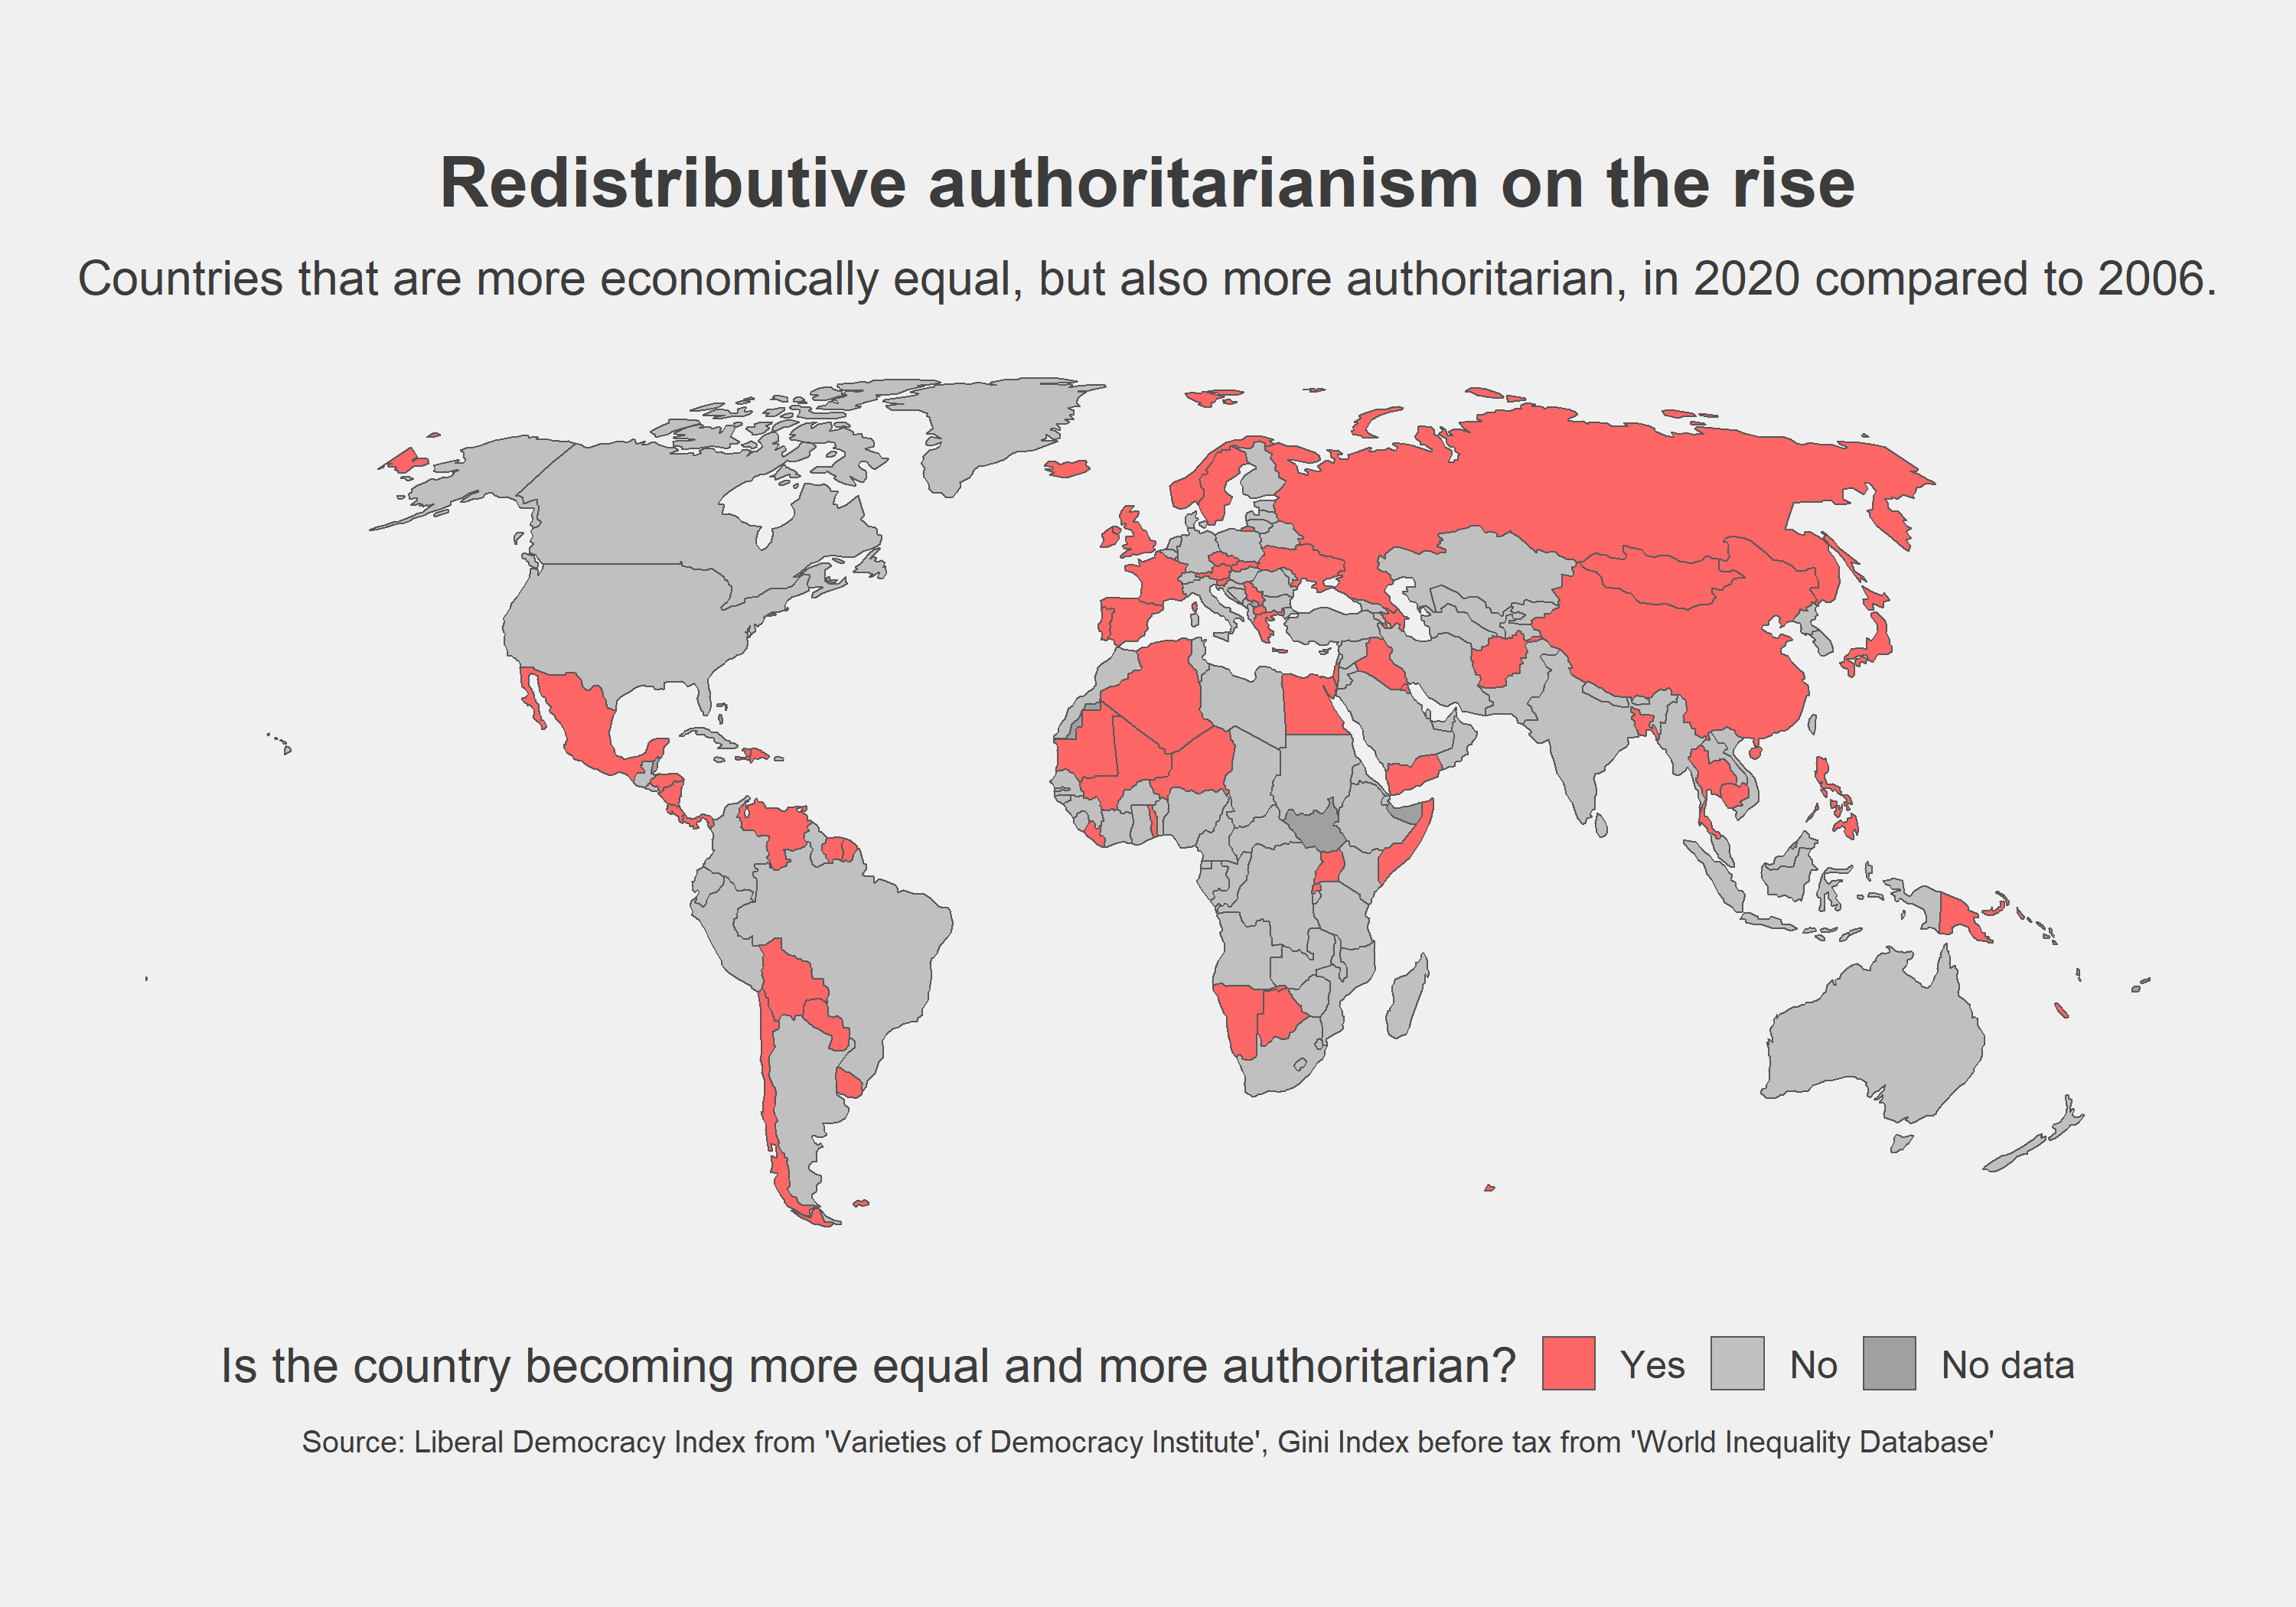 Redistributive authoritarianism on the rise
Countries that are more economically equal, but also more authoritarian, in 2020 compared to 2006.
Is the country becoming more equal and more authoritarian? Yes No No data
Source: Liberal Democracy Index from 'Varieties of Democracy Institute', Gini Index before tax from 'World Inequality Database'